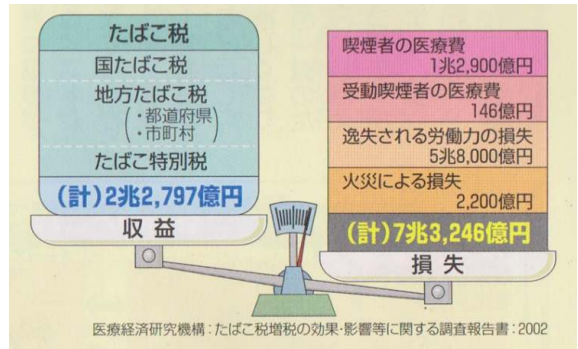 たばこ税
国たばこ税
地方たばこ税
(・都道府県
・市町村)
たばこ特別税
(計)2兆2,797億円
収益
喫煙者の医療費
1兆2,900億円
受動喫煙者の医療費
146億円
逸失される労働力の損失
5兆8,000億円
火災による損失
2,200億円
(計)7兆3,246億円
損失
医療経済研究機構:たばこ税増税の効果・影響等に関する調査報告書:2002